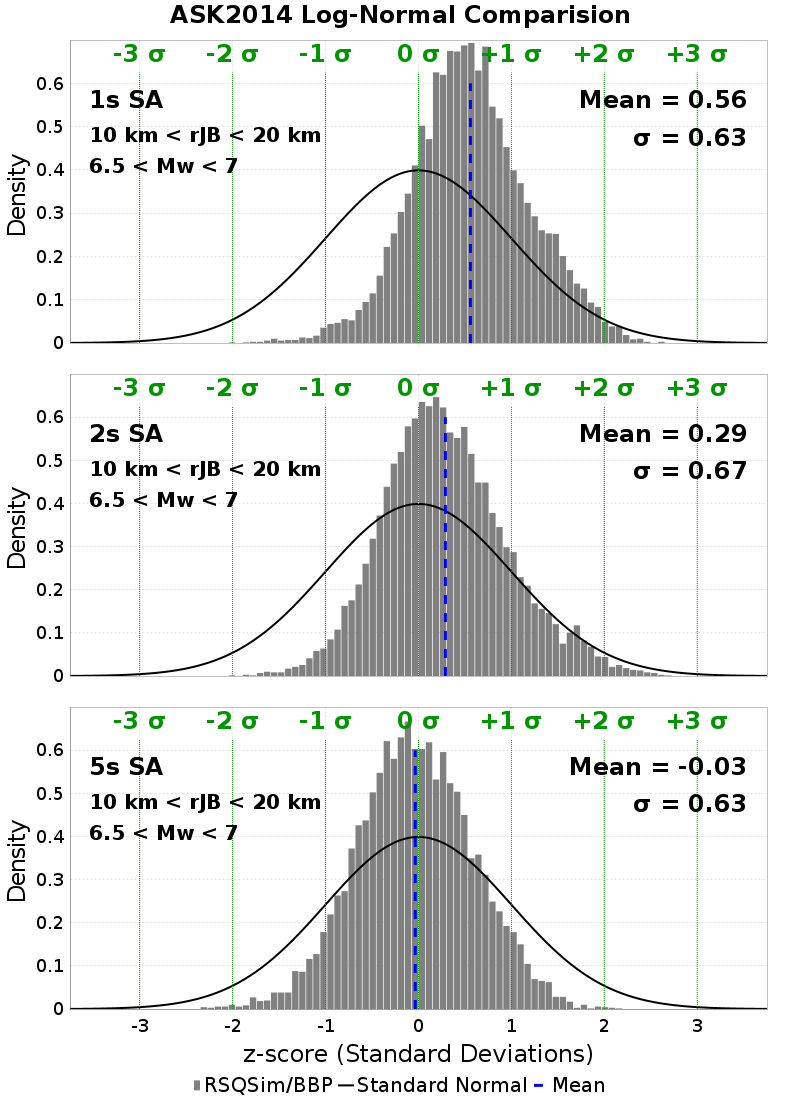 ASK2014 Log-Normal Comparision
-3 σ -2 σ -1 σ 0 σ +1 σ +2 σ +3 σ
1s SA
Mean = 0.56
10 km < rJB < 20 km
σ = 0.63
6.5 < Mw < 7
0.6
0.5
0.4
0.3
0.2
0.1
0
Density
-3 σ -2 σ -1 σ 0 σ +1 σ +2 σ +3 σ
2s SA
Mean = 0.29
10 km < rJB < 20 km
σ = 0.67
6.5 < Mw < 7
0.6
0.5
0.4
0.3
0.2
0.1
0
Density
-3 σ -2 σ -1 σ 0 σ +1 σ +2 σ +3 σ
5s SA
Mean = -0.03
10 km < rJB < 20 km
σ = 0.63
6.5 < Mw < 7
0.6
0.5
0.4
0.3
0.2
0.1
0
Density
-3 -2 -1 0 1 2 3
z-score (Standard Deviations)
RSQSim/BBP Standard Normal Mean